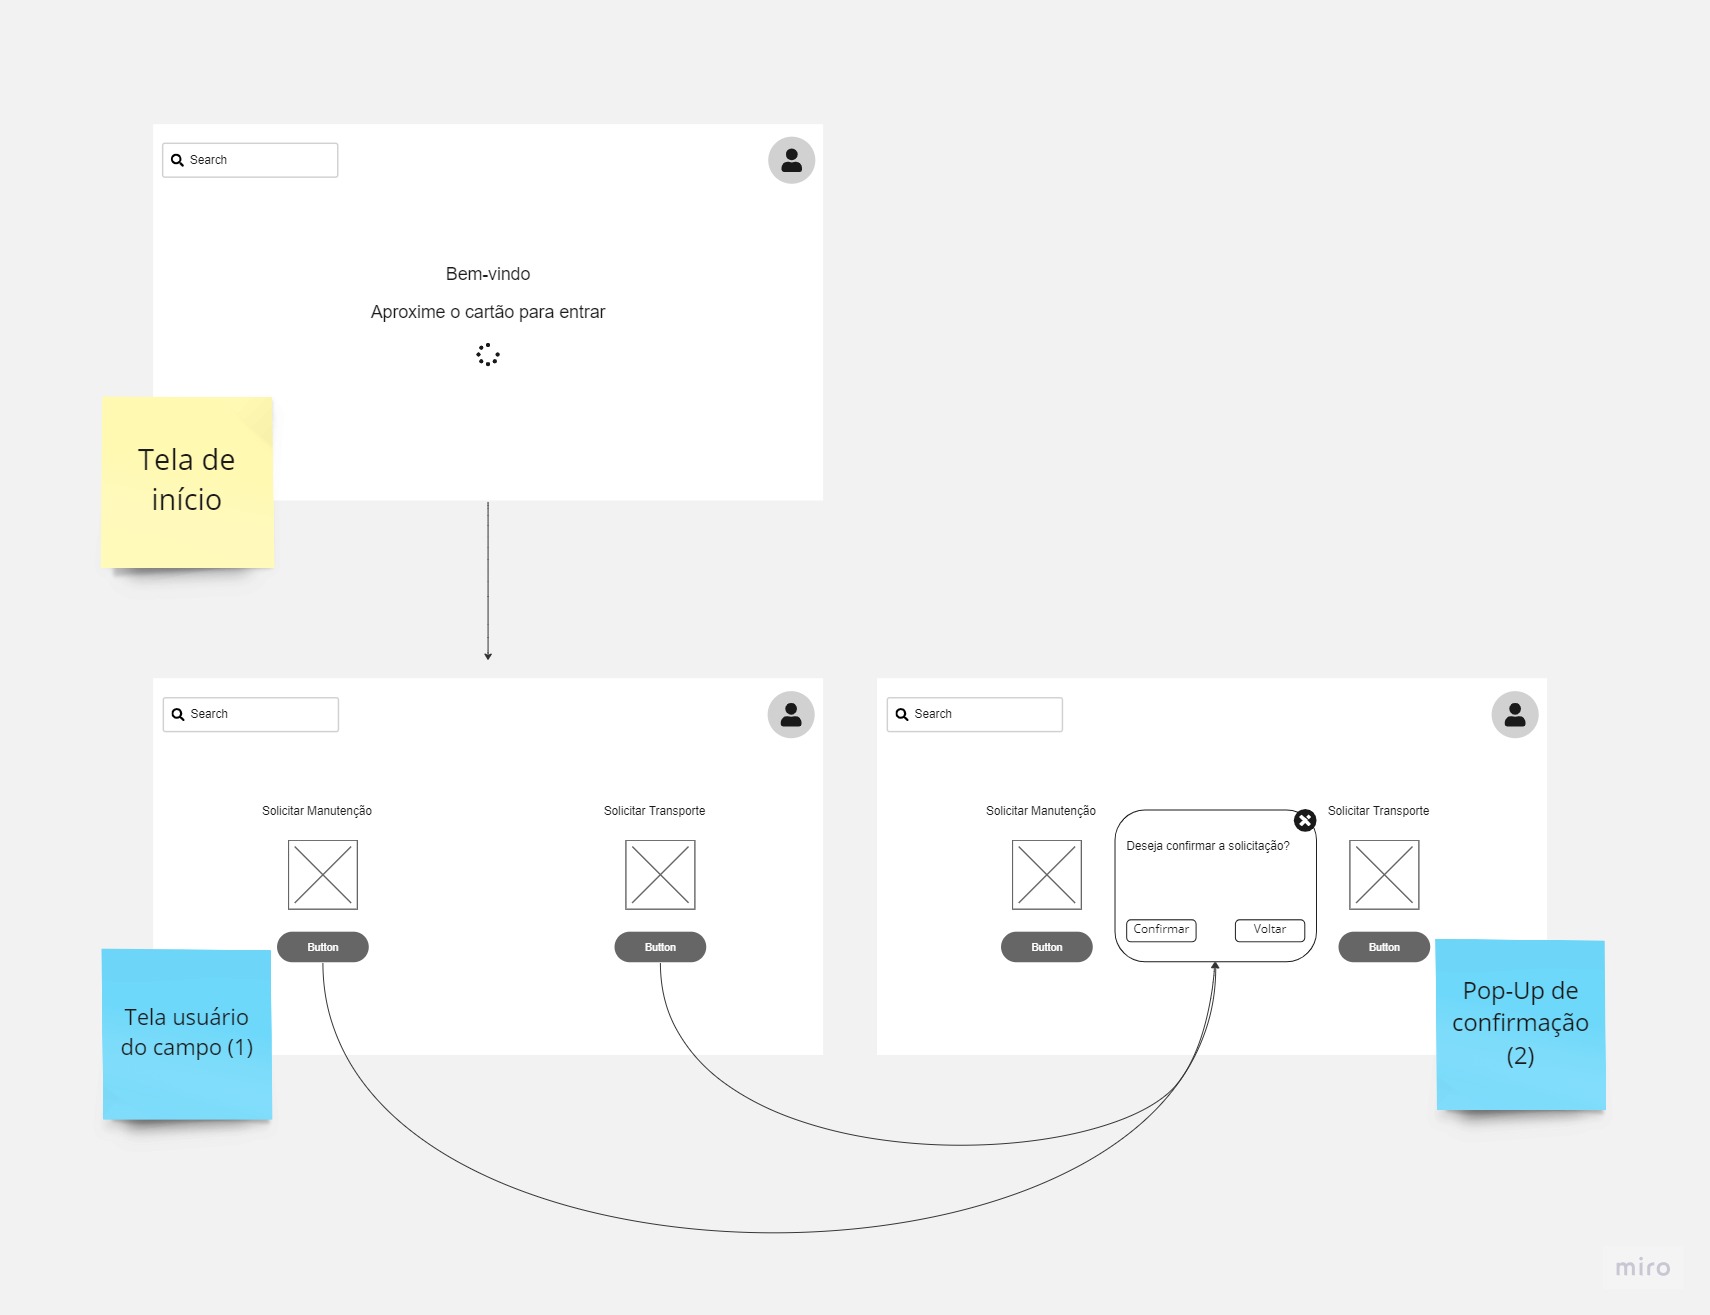 Search
Bem-vindo
Aproxime o cartão para entrar
Tela de
início
Search
Solicitar Manutenção
Solicitar Transporte
Button
Button
Tela usuário
do campo (1)
Search
Solicitar Manutenção
Solicitar Transporte
Deseja confirmar a solicitação?
Confirmar
Voltar
Button
Button
Pop-Up de
confirmação
(2)
miro